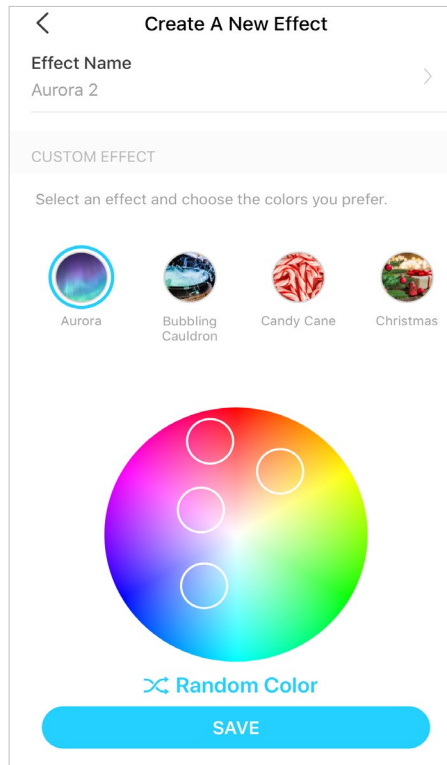 Create A New Effect
Effect Name
Aurora 2
CUSTOM EFFECT
Select an effect and choose the colors you prefer.
Aurora
Bubbling
Cauldron
Candy Cane
Christmas
Random Color
SAVE